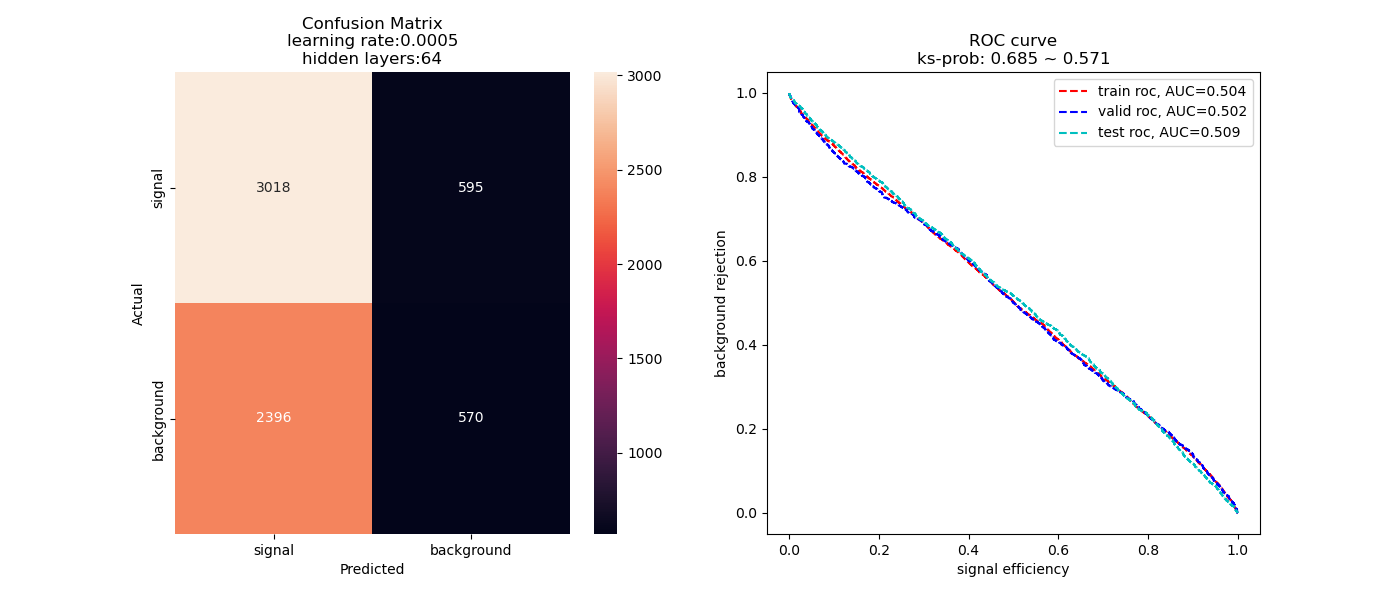 Confusion Matrix
learning rate:0.0005
hidden layers:64
signal
background
Actual
3018
595
2396
570
signal
background
Predicted
3000
2500
2000
1500
1000
ROC curve
ks-prob: 0.685 ~ 0.571
train roc, AUC=0.504
valid roc, AUC=0.502
test roc, AUC=0.509
background rejection
1.0
0.8
0.6
0.4
0.2
0.0
0.0
0.2
0.4
0.6
0.8
1.0
signal efficiency